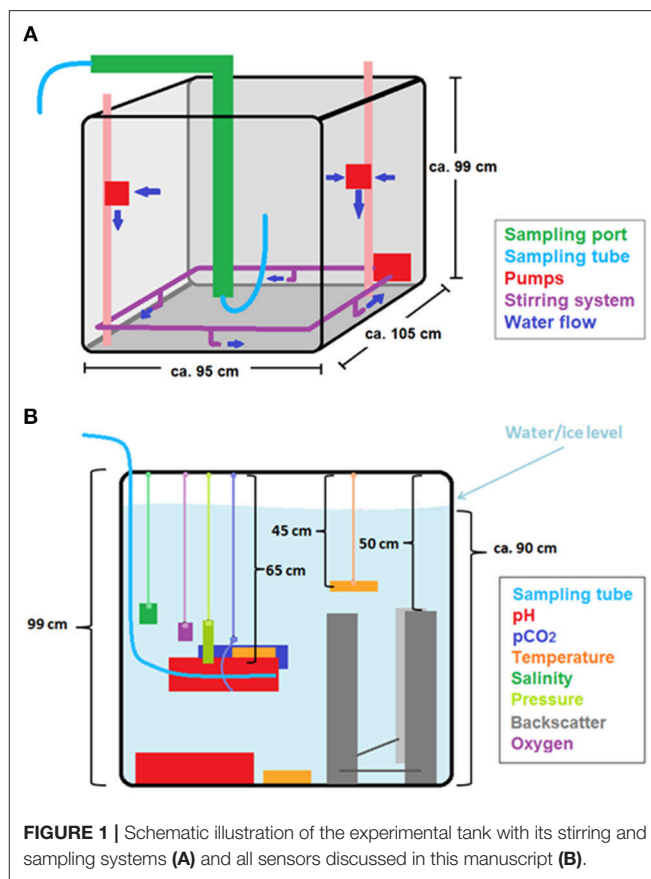 A
ca. 99 cm
Sampling port
Sampling tube
Pumps
Stirring system
Water flow
ca. 105 cm
ca. 95 cm
B
Water/ice level
45 cm
50 cm
65 cm
ca. 90 cm
99 cm
Sampling tube
pH
pCO2
Temperature
Salinity
Pressure
Backscatter
Oxygen
FIGURE 1 | Schematic illustration of the experimental tank with its stirring and
sampling systems (A) and all sensors discussed in this manuscript (B).